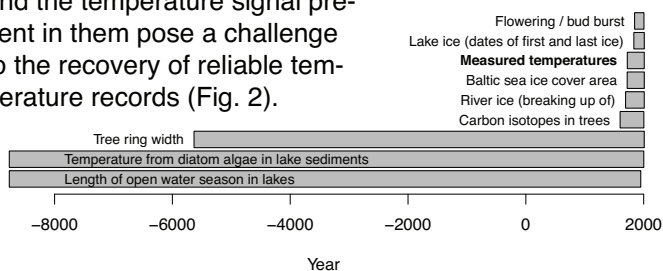 nd the temperature signal pre-
ent in them pose a challenge
o the recovery of reliable tem-
erature records (Fig. 2).
Flowering / bud burst
Lake ice (dates of first and last ice)
Measured temperatures
Baltic sea ice cover area
River ice (breaking up of)
Carbon isotopes in trees
Tree ring width
Temperature from diatom algae in lake sediments
Length of open water season in lakes
−8000 −6000 −4000 −2000 0 2000
Year